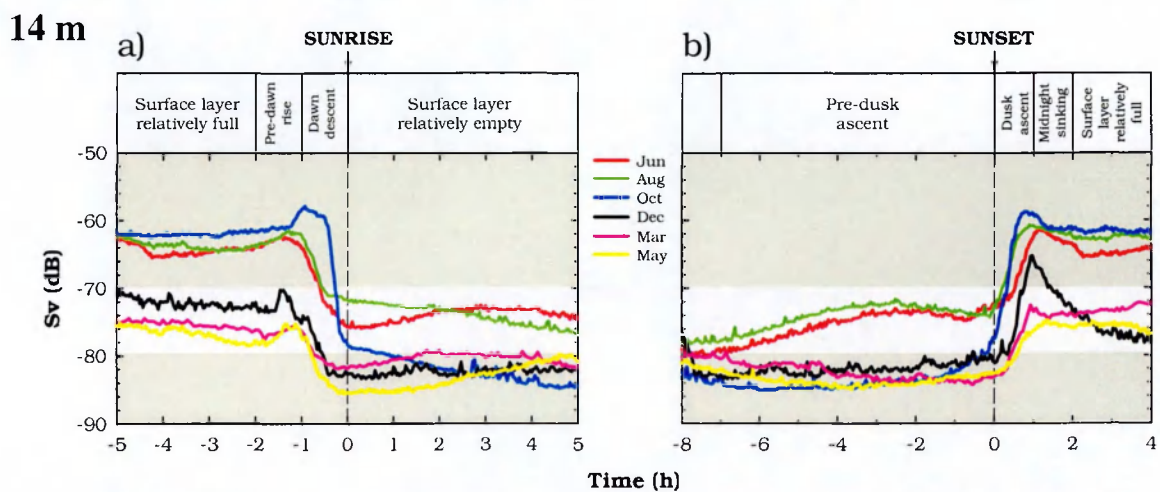 14 m
a)
SUNRISE
b)
SUNSET
Surface layer
relatively full
Pre-dawn
rise
Dawn
descent
Surface layer
relatively empty
Pre-dusk
ascent
Dusk
ascent
Midnight
sinking
Surface
layer
relatively
full
-50
-60
-70
-80
-90
Sv (dB)
Jun
Aug
Oct
Dec
Mar
May
-5 -4 -3 -2 -1 0 1 2 3 4 5
-8 -6 -4 -2 0 2 4
Time (h)